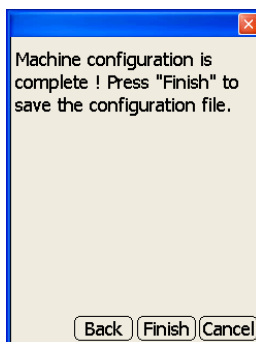 Machine configuration is
complete ! Press "Finish" to
save the configuration file.
Back Finish Cancel